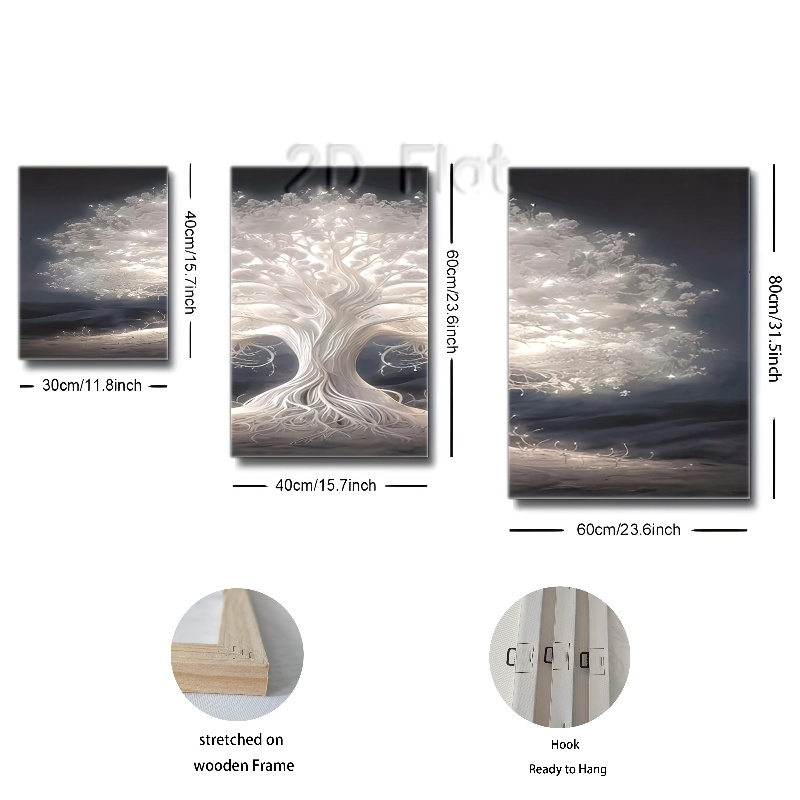 2D Flat
40cm/15.7inch
30cm/11.8inch
60cm/23.6inch
40cm/15.7inch
80cm/31.5inch
60cm/23.6inch
stretched on
wooden Frame
Hook
Ready to Hang